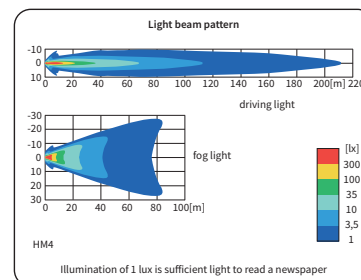 Light beam pattern
-10
0
10
0 20 40 60 80 100 120 140 160 180 200[m] 220
driving light
-30
-20
-10
0
10
20
30
0 20 40 60 80 100[m]
fog light
[lx]
300
100
35
10
3,5
1
HM4
Illumination of 1 lux is sufficient light to read a newspaper